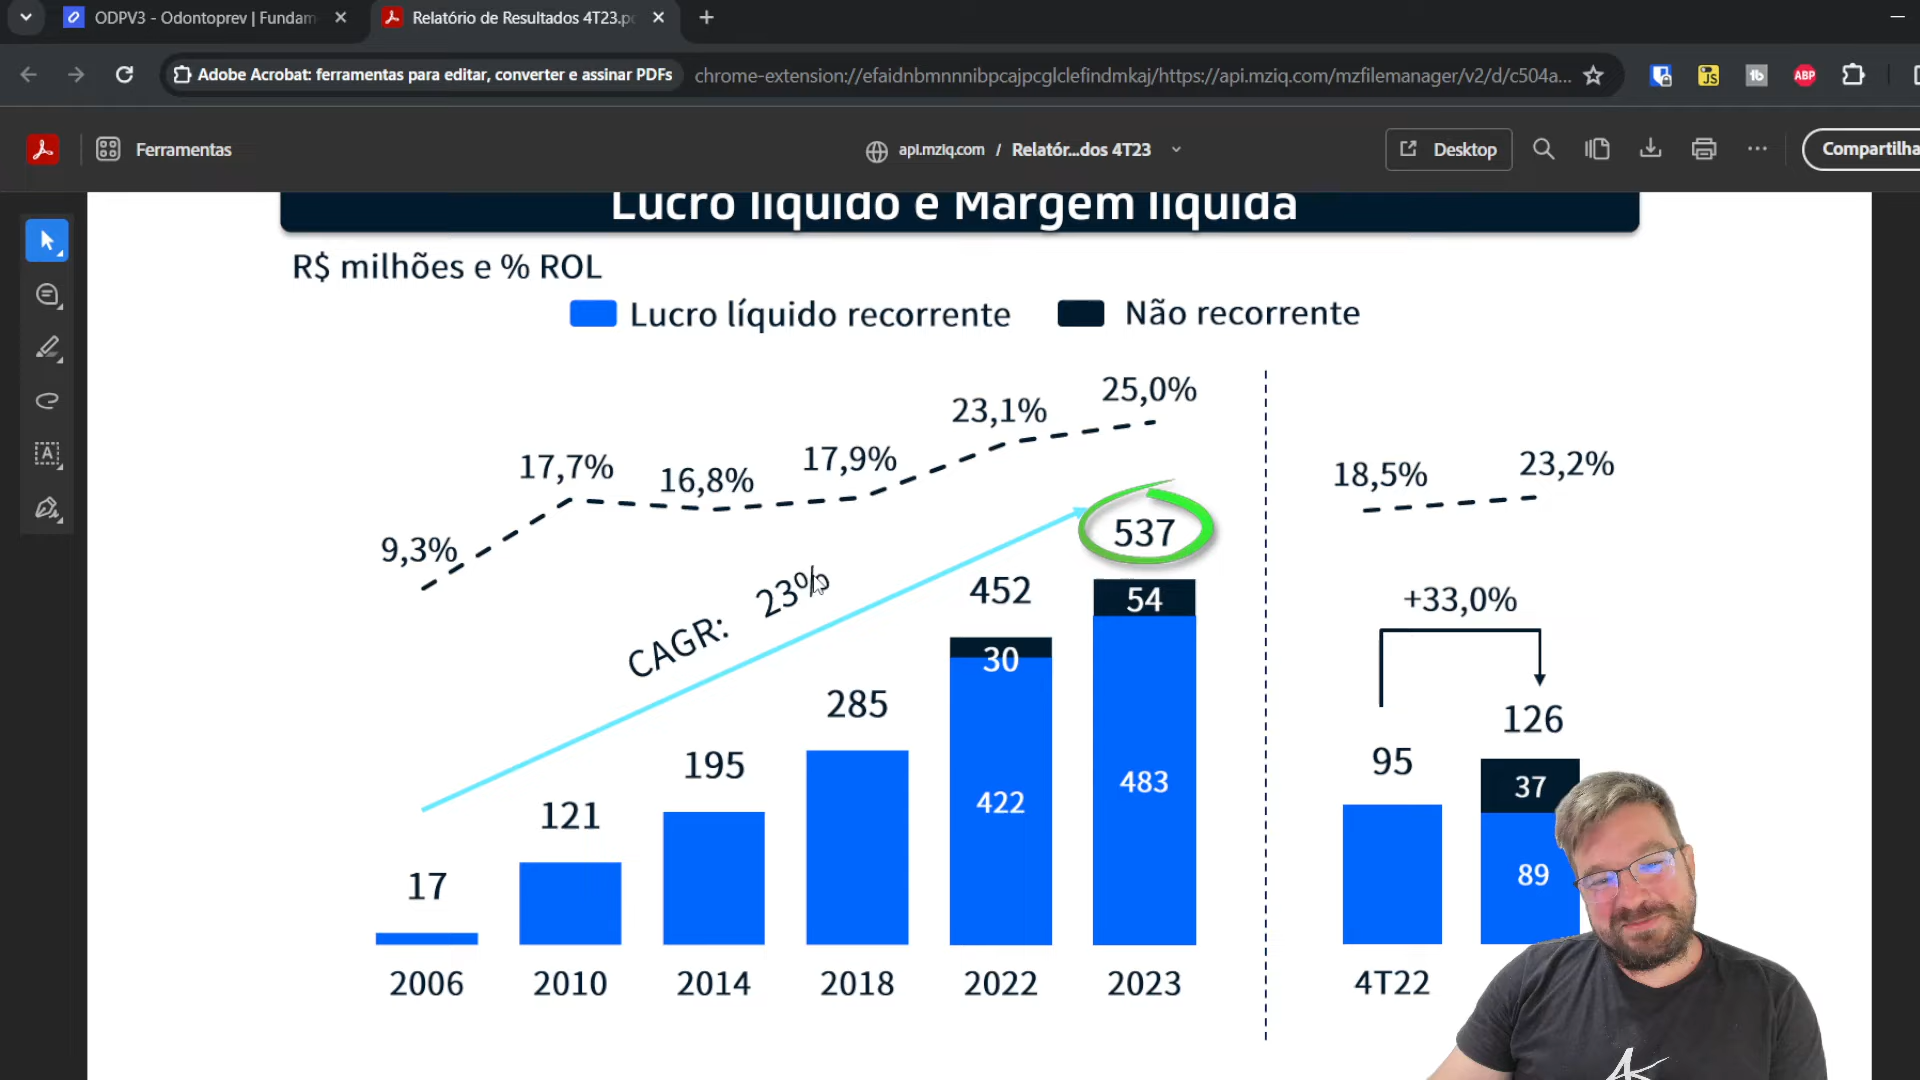 ODPV3 - Odontoprev | Fundam
Relatório de Resultados 4T23.p
Adobe Acrobat: ferramentas para editar, converter e assinar PDFs
chrome-extension://efaidnbmnnnibpcajpcglclefindmkaj/https://api.mziq.com/mzfilemanager/v2/d/c504a...
JS
tb
ABP
Ferramentas
api.mziq.com / Relatór...dos 4T23
Desktop
Compartilha
Lucro líquido e Margem líquida
R$ milhões e % ROL
Lucro líquido recorrente
Não recorrente
9,3%
17,7%
16,8%
17,9%
23,1%
25,0%
18,5%
23,2%
CAGR: 23%
+33,0%
17
121
195
285
452
30
422
537
54
483
95
126
37
89
2006
2010
2014
2018
2022
2023
4T22